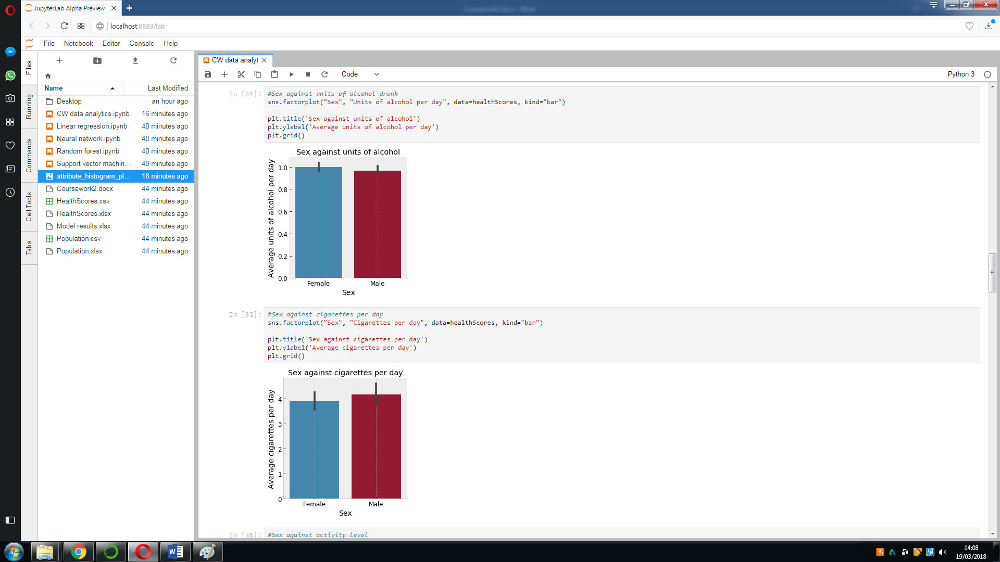 JupyterLab Alpha Preview
localhost:8889/lab
File Notebook Editor Console Help
Files
Running
Commands
Cell Tools
Tabs
Name Last Modified
Desktop an hour ago
CW data analytics.ipynb 16 minutes ago
Linear regression.ipynb 40 minutes ago
Neural network.ipynb 40 minutes ago
Random forest.ipynb 40 minutes ago
Support vector machin... 40 minutes ago
attribute_histogram_pl... 18 minutes ago
Coursework2.docx 44 minutes ago
HealthScores.csv 44 minutes ago
HealthScores.xlsx 44 minutes ago
Model results.xlsx 44 minutes ago
Population.csv 44 minutes ago
Population.xlsx 44 minutes ago
CW data analyt
Code
Python 3
In [34]:
#Sex against units of alcohol drunk
sns.factorplot("Sex", "Units of alcohol per day", data=healthScores, kind="bar")
plt.title('Sex against units of alcohol')
plt.ylabel('Average units of alcohol per day')
plt.grid()
Sex against units of alcohol
Average units of alcohol per day
1.0
0.8
0.6
0.4
0.2
0.0
Female Male
Sex
In [35]:
#Sex against cigarettes per day
sns.factorplot("Sex", "Cigarettes per day", data=healthScores, kind="bar")
plt.title('Sex against cigarettes per day')
plt.ylabel('Average cigarettes per day')
plt.grid()
Sex against cigarettes per day
Average cigarettes per day
4
3
2
1
0
Female Male
Sex
In [36]:
#Sex against activity level
14:08
19/03/2018